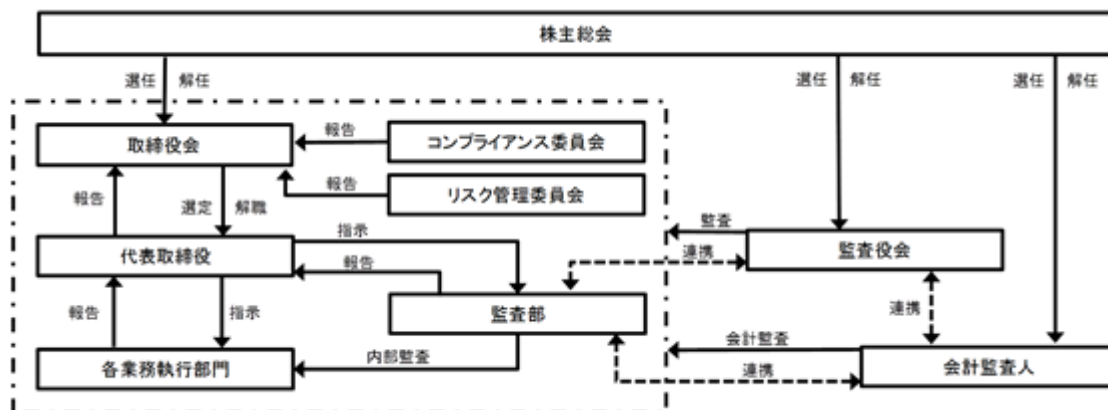 株主総会
選任 解任
選任 解任
選任 解任
取締役会
報告
コンプライアンス委員会
報告
リスク管理委員会
報告
選定 解職
代表取締役
指示
報告
監査
連携
監査役会
報告
指示
監査部
連携
内部監査
各業務執行部門
会計監査
連携
会計監査人